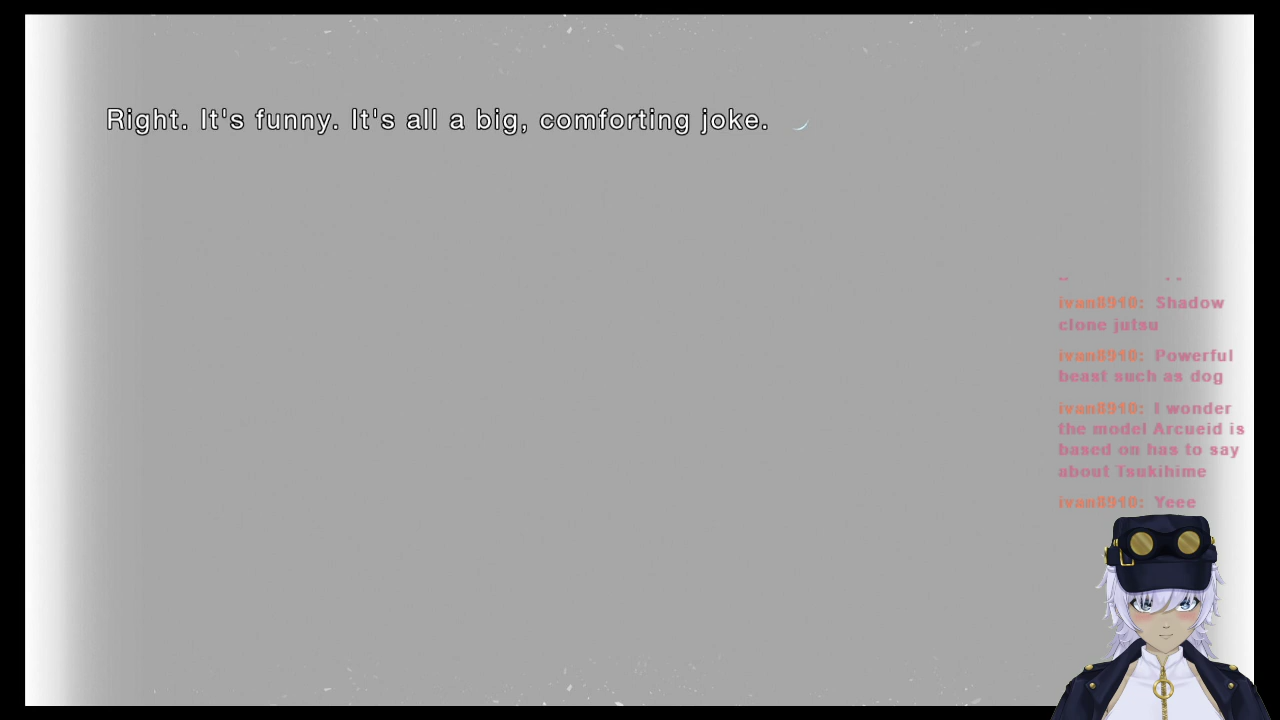 Right. It's funny. It's all a big, comforting joke.
ivan8910: Shadow
clone jutsu
ivan8910: Powerful
beast such as dog
ivan8910: I wonder
the model Arcueid is
based on has to say
about Tsukihime
ivan8910: Yeee